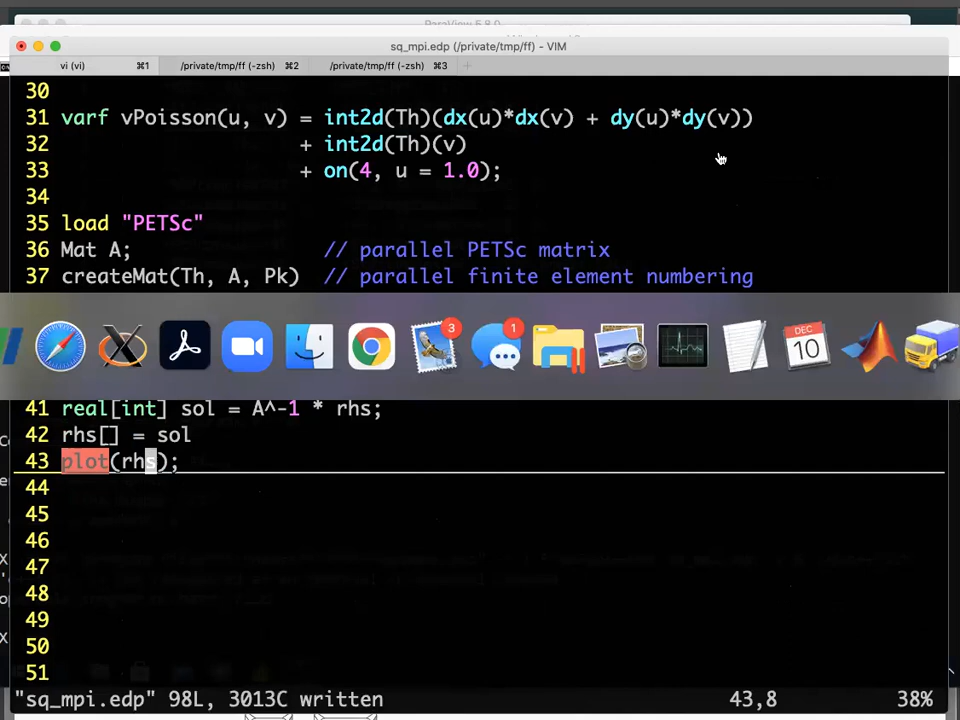 ParaView 5.8.0
sq_mpi.edp (/private/tmp/ff) - VIM
vi (vi) ⌘1 /private/tmp/ff (-zsh) ⌘2 /private/tmp/ff (-zsh) ⌘3 +
30
31 varf vPoisson(u, v) = int2d(Th)(dx(u)*dx(v) + dy(u)*dy(v))
32 + int2d(Th)(v)
33 + on(4, u = 1.0);
34
35 load "PETSc"
36 Mat A; // parallel PETSc matrix
37 createMat(Th, A, Pk) // parallel finite element numbering
3
1
DEC
10
41 real[int] sol = A^-1 * rhs;
42 rhs[] = sol
43 plot(rhs);
44
45
46
47
48
49
50
51
"sq_mpi.edp" 98L, 3013C written 43,8 38%